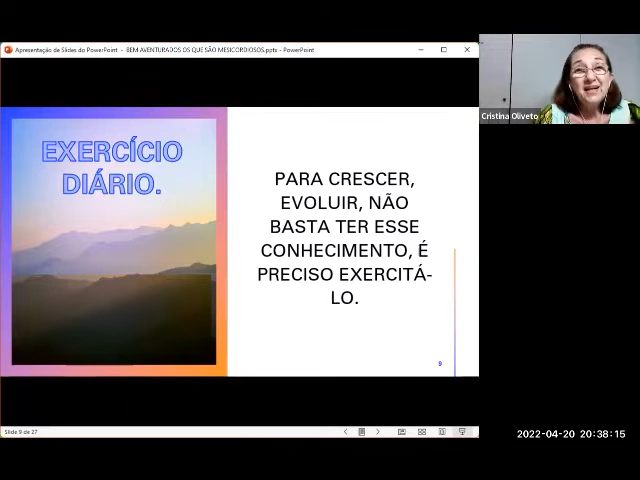 Apresentação de Slides do PowerPoint - BEM AVENTURADOS OS QUE SÃO MESICORDIOSOS.pptx - PowerPoint
Cristina Oliveto
EXERCÍCIO
DIÁRIO.
PARA CRESCER,
EVOLUIR, NÃO
BASTA TER ESSE
CONHECIMENTO, É
PRECISO EXERCITÁ-
LO.
9
Slide 9 de 27
2022-04-20 20:38:15